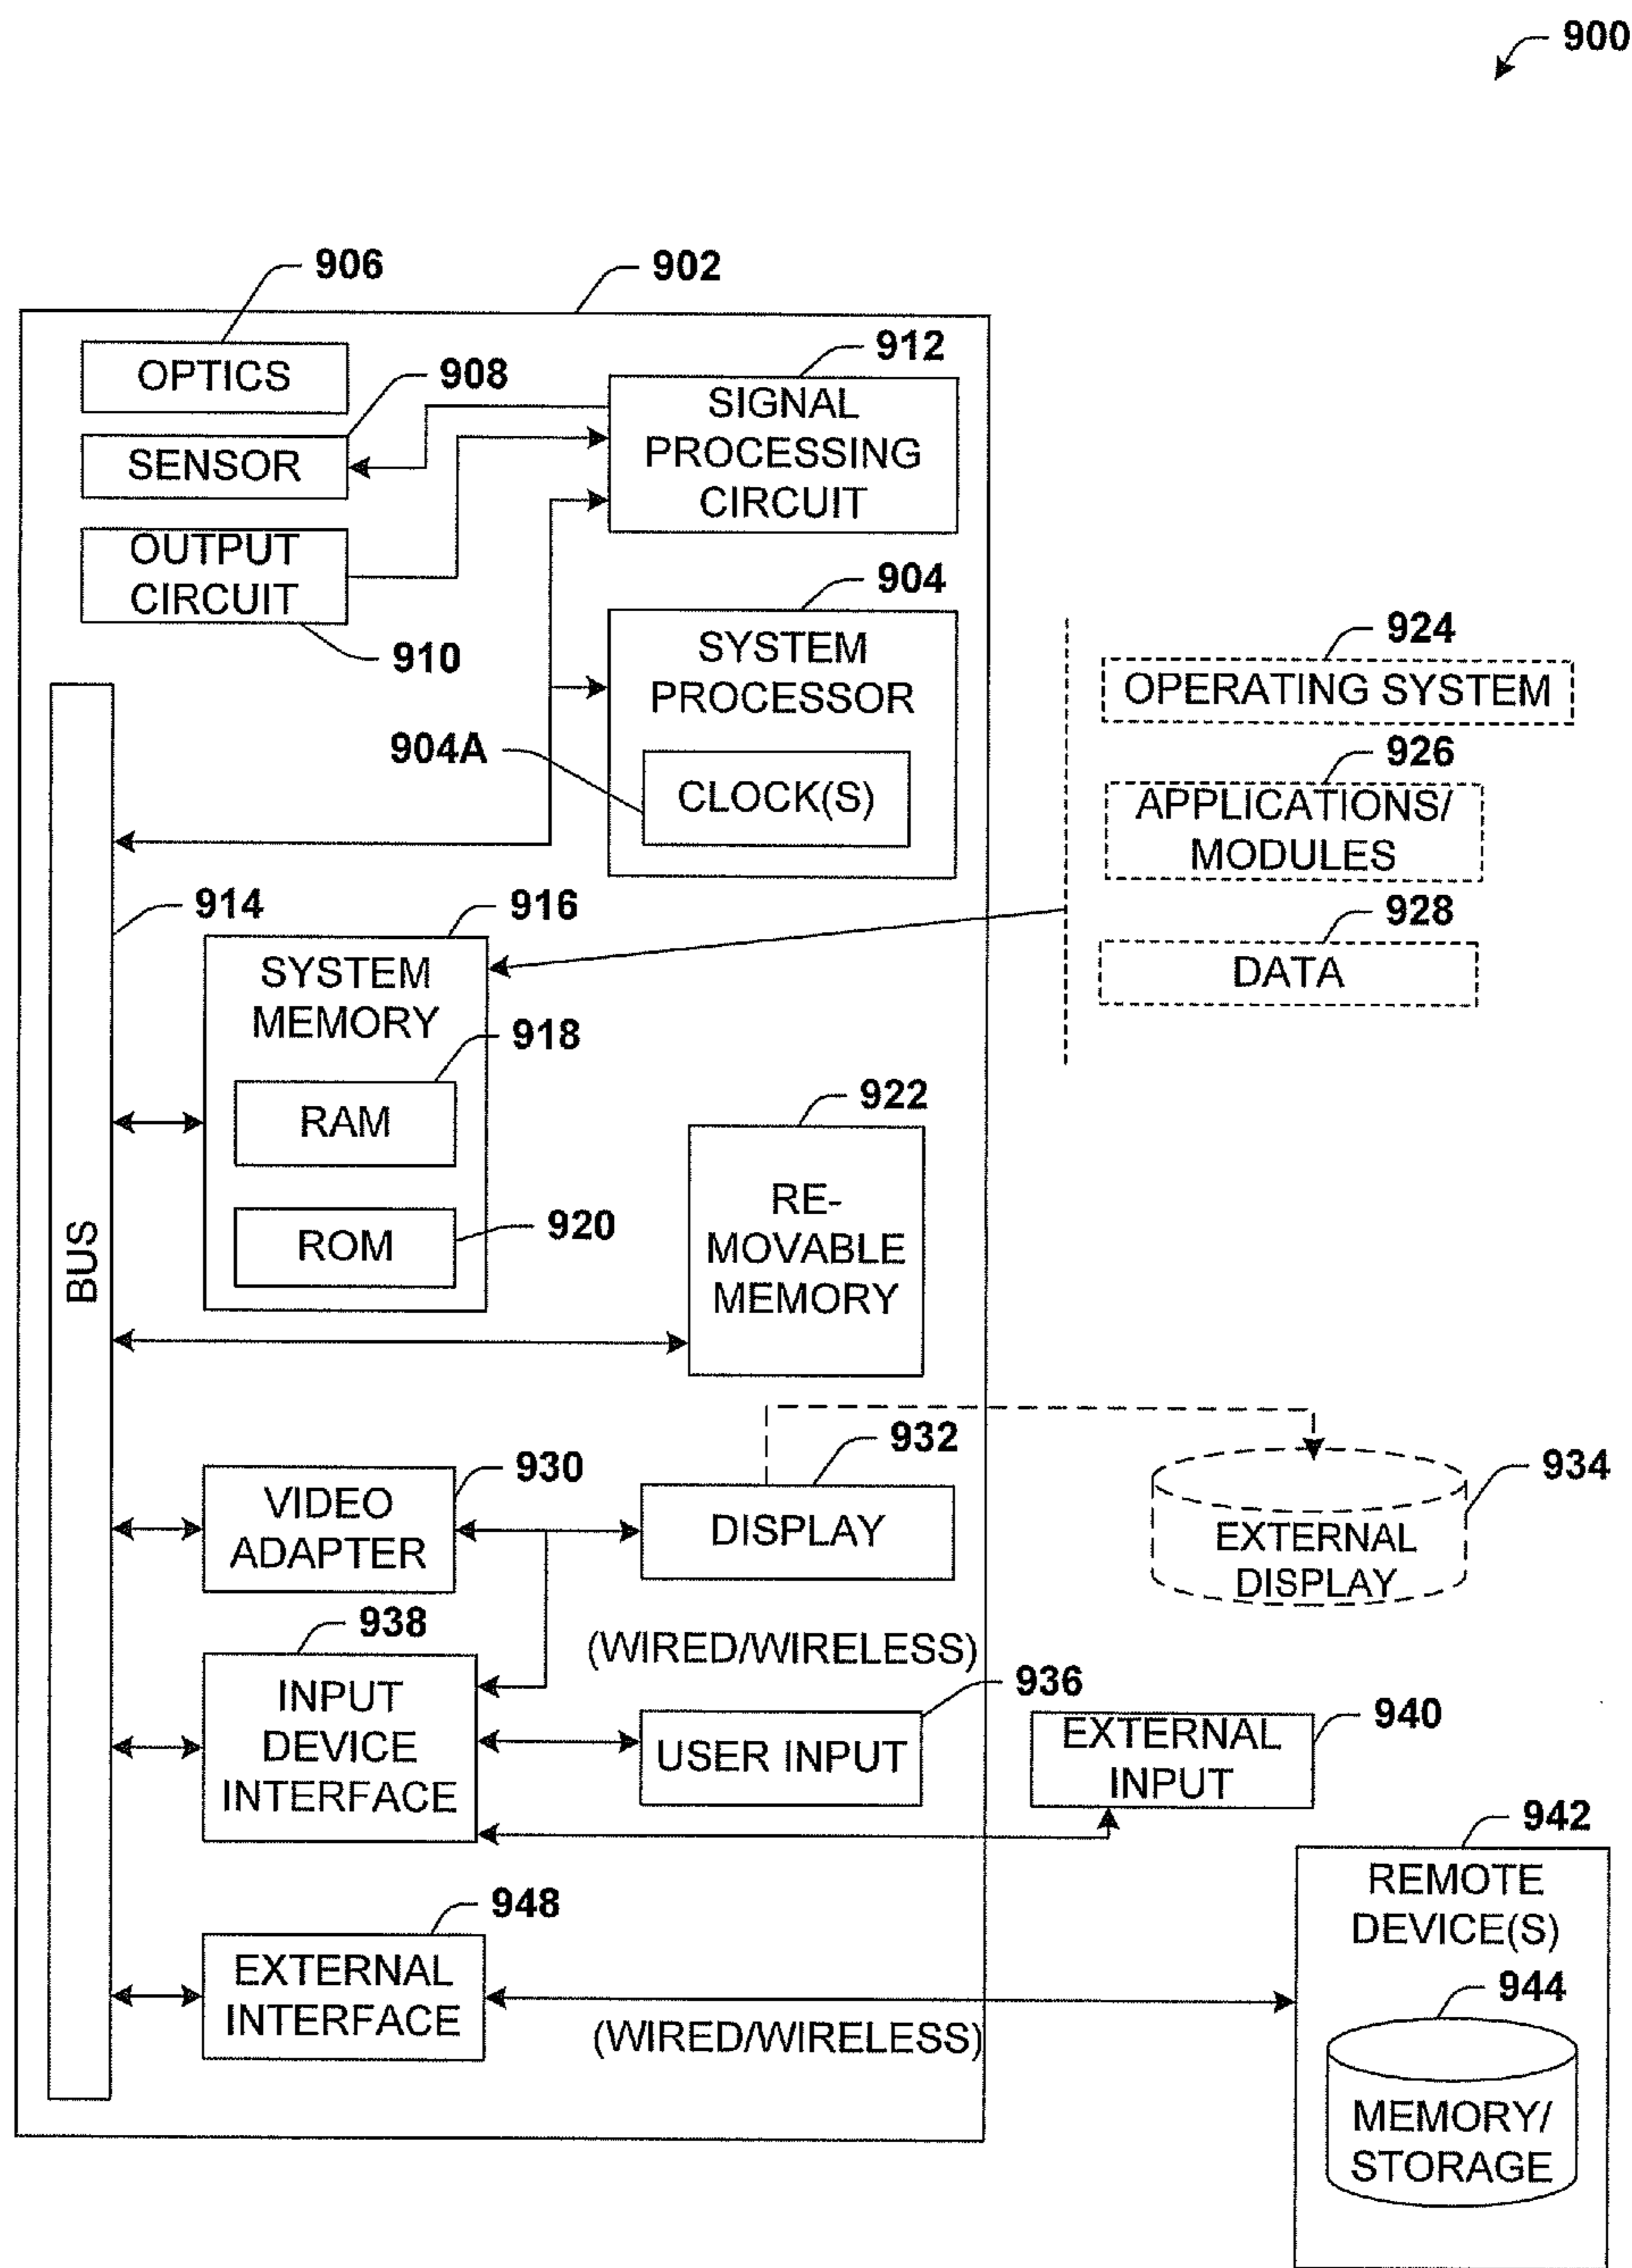 900
906
902
OPTICS
908
912
SENSOR
SIGNAL
PROCESSING
CIRCUIT
OUTPUT
CIRCUIT
910
904
SYSTEM
PROCESSOR
904A
CLOCK(S)
924
OPERATING SYSTEM
926
APPLICATIONS/
MODULES
928
DATA
914
BUS
916
SYSTEM
MEMORY
918
RAM
920
ROM
922
RE-
MOVABLE
MEMORY
930
VIDEO
ADAPTER
932
DISPLAY
934
EXTERNAL
DISPLAY
938
INPUT
DEVICE
INTERFACE
(WIRED/WIRELESS)
936
USER INPUT
940
EXTERNAL
INPUT
942
REMOTE
DEVICE(S)
944
MEMORY/
STORAGE
948
EXTERNAL
INTERFACE
(WIRED/WIRELESS)